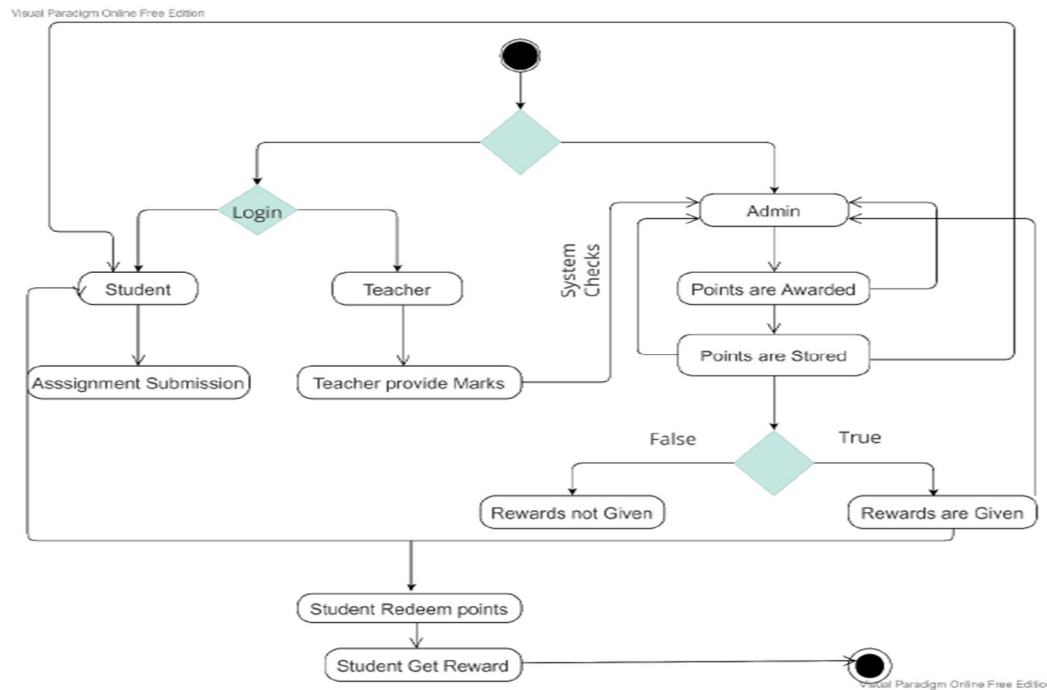 Visual Paradigm Online Free Edition
Login
Admin
System
Checks
Student
Teacher
Points are Awarded
Points are Stored
Asssignment Submission
Teacher provide Marks
False
True
Rewards not Given
Rewards are Given
Student Redeem points
Student Get Reward
Visual Paradigm Online Free Edition